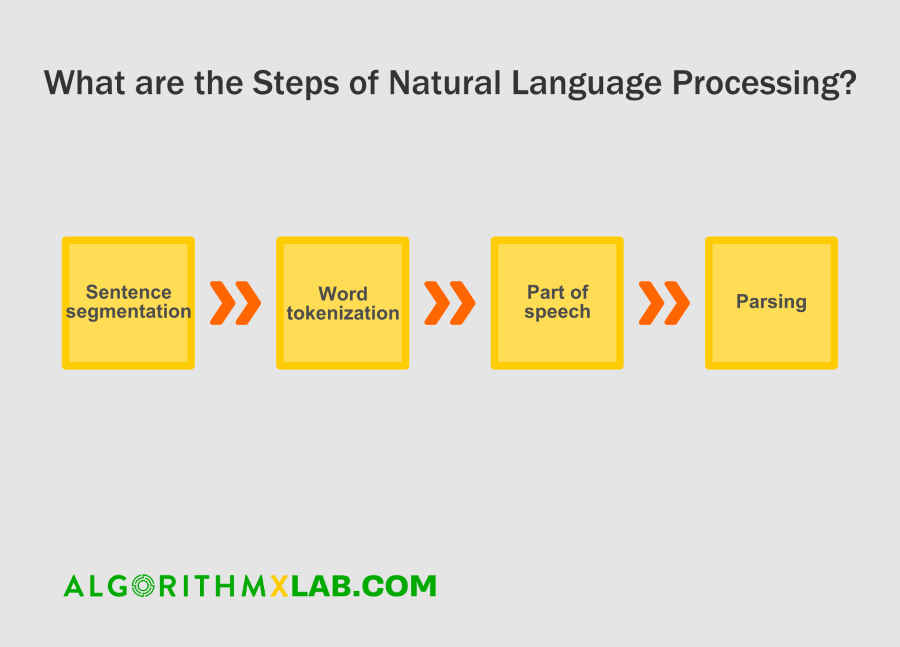 What are the Steps of Natural Language Processing?
Sentence
segmentation
Word
tokenization
Part of
speech
Parsing
ALGORITHMXLAB.COM